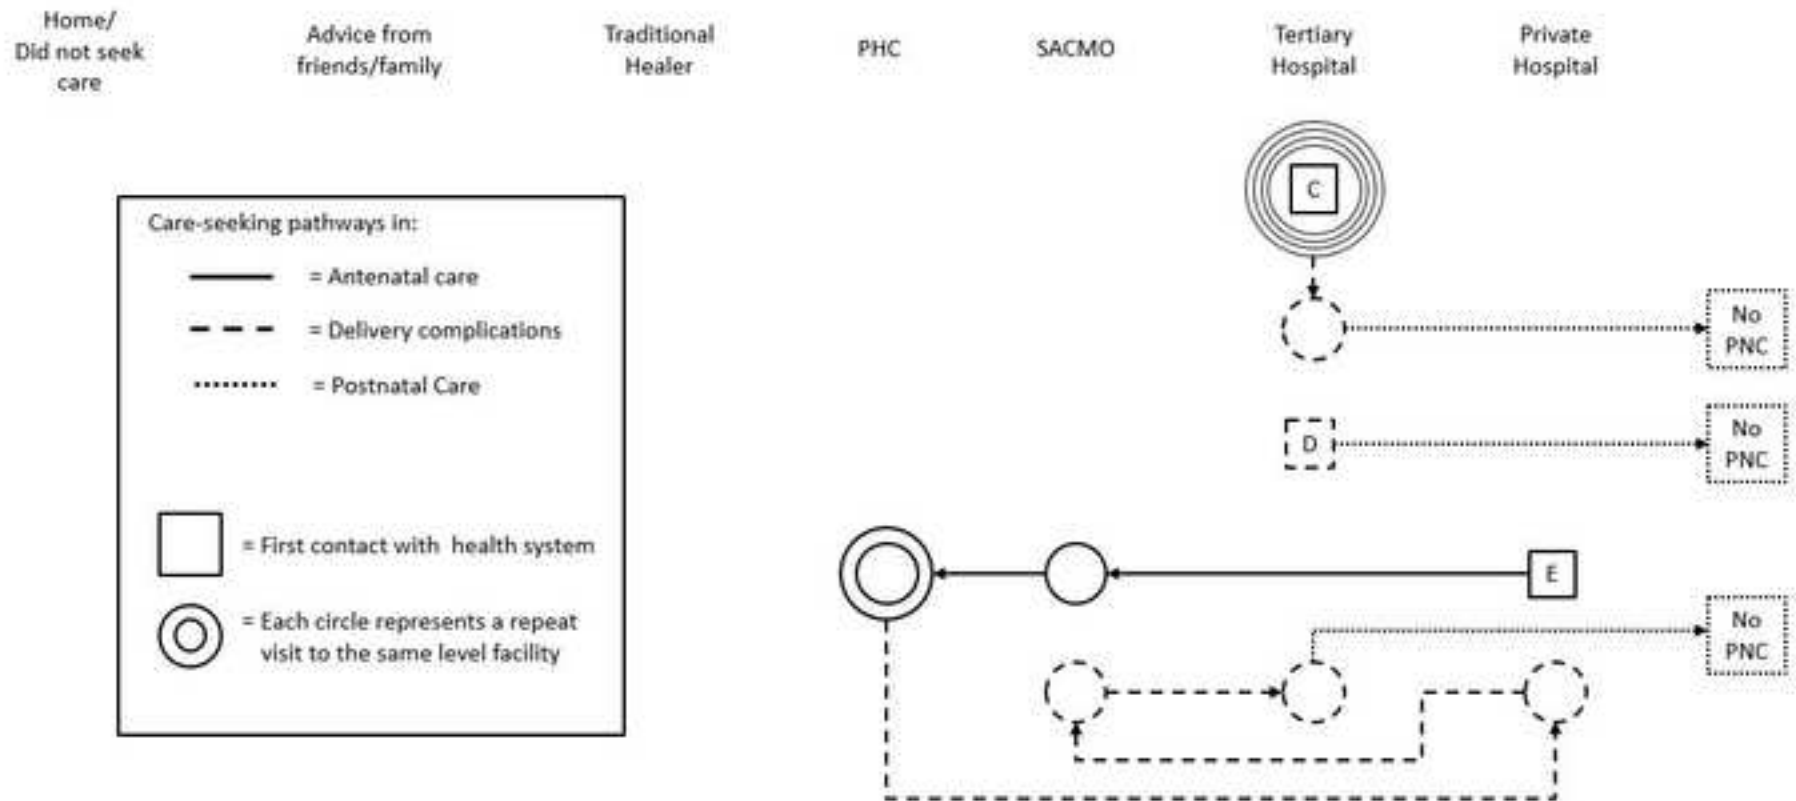 Home/
Did not seek
care
Advice from
friends/family
Traditional
Healer
PHC
SACMO
Tertiary
Hospital
Private
Hospital
C
Care-seeking pathways in:
= Antenatal care
= Delivery complications
= Postnatal Care
= First contact with health system
= Each circle represents a repeat
visit to the same level facility
No
PNC
D
No
PNC
E
No
PNC